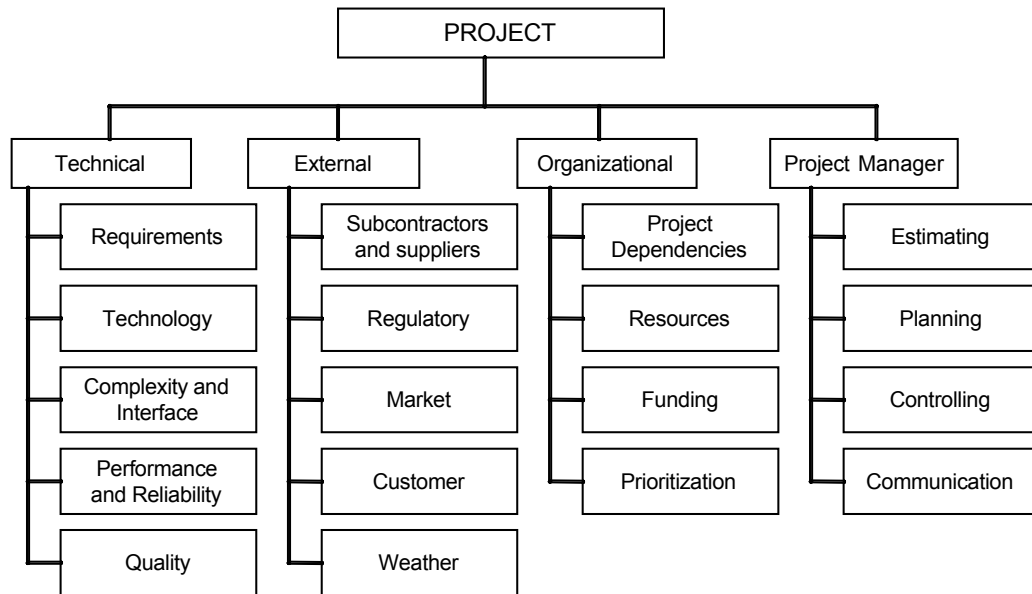 PROJECT
Technical
External
Organizational
Project Manager
Requirements
Technology
Complexity and
Interface
Performance
and Reliability
Quality
Subcontractors
and suppliers
Regulatory
Market
Customer
Weather
Project
Dependencies
Resources
Funding
Prioritization
Estimating
Planning
Controlling
Communication